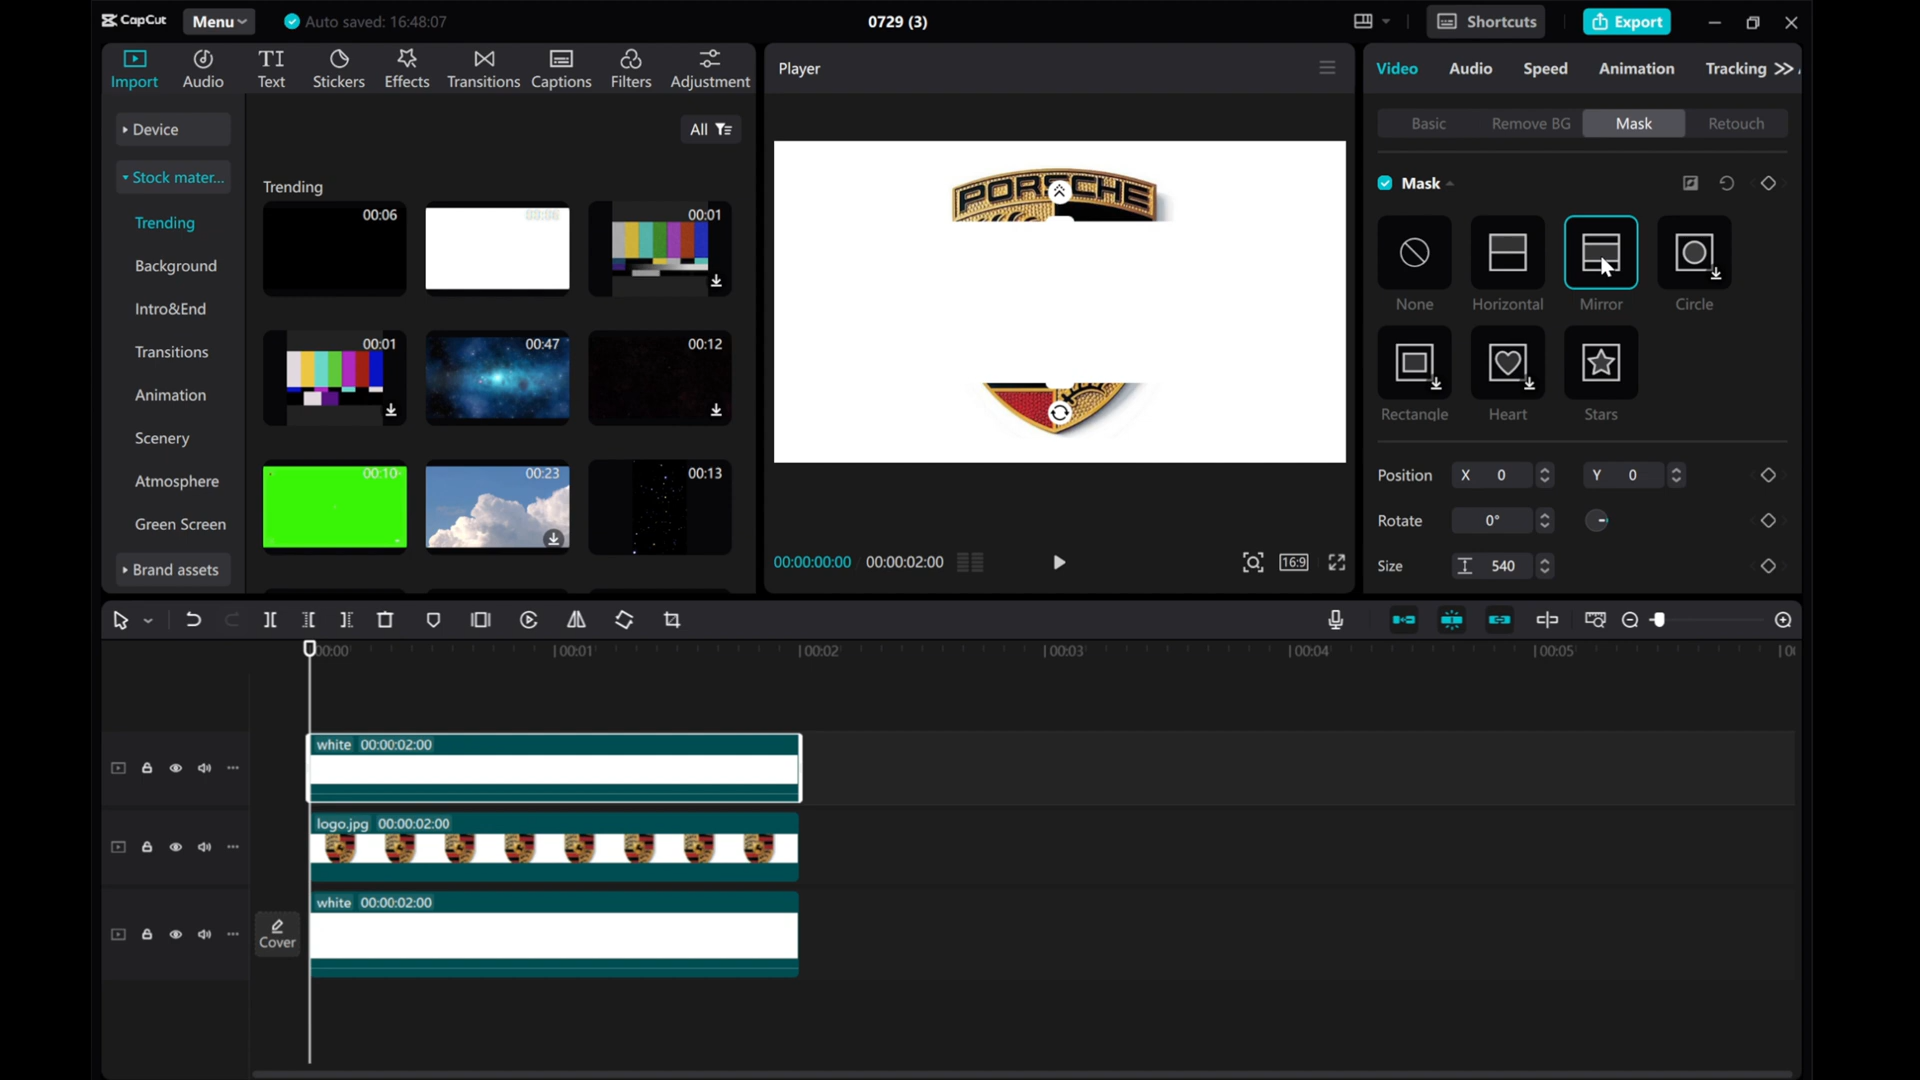 CapCut
Menu
Auto saved: 16:48:07
0729 (3)
Shortcuts
Export
Import
Audio
Text
Stickers
Effects
Transitions
Captions
Filters
Adjustment
Player
Video
Audio
Speed
Animation
Tracking
Device
Stock mater...
Trending
Background
Intro&End
Transitions
Animation
Scenery
Atmosphere
Green Screen
Brand assets
All
Trending
00:06
00:01
00:01
00:47
00:12
00:10
00:23
00:13
PORSCHE
00:00:00:00
00:00:02:00
16:9
Basic
Remove BG
Mask
Retouch
Mask
None
Horizontal
Mirror
Circle
Rectangle
Heart
Stars
Position
X 0
Y 0
Rotate
0°
Size
540
00:00
00:01
00:02
00:03
00:04
00:05
white 00:00:02:00
logo.jpg 00:00:02:00
white 00:00:02:00
Cover